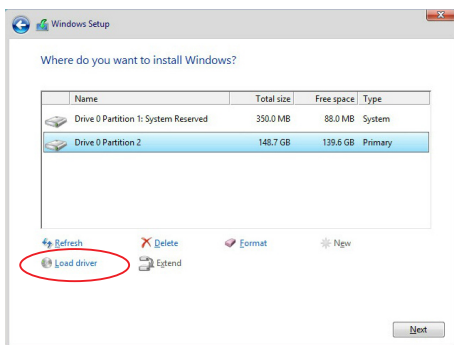 Windows Setup
Where do you want to install Windows?
Name Total size Free space Type
Drive 0 Partition 1: System Reserved 350.0 MB 88.0 MB System
Drive 0 Partition 2 148.7 GB 139.6 GB Primary
Refresh Delete Format New
Load driver Extend
Next